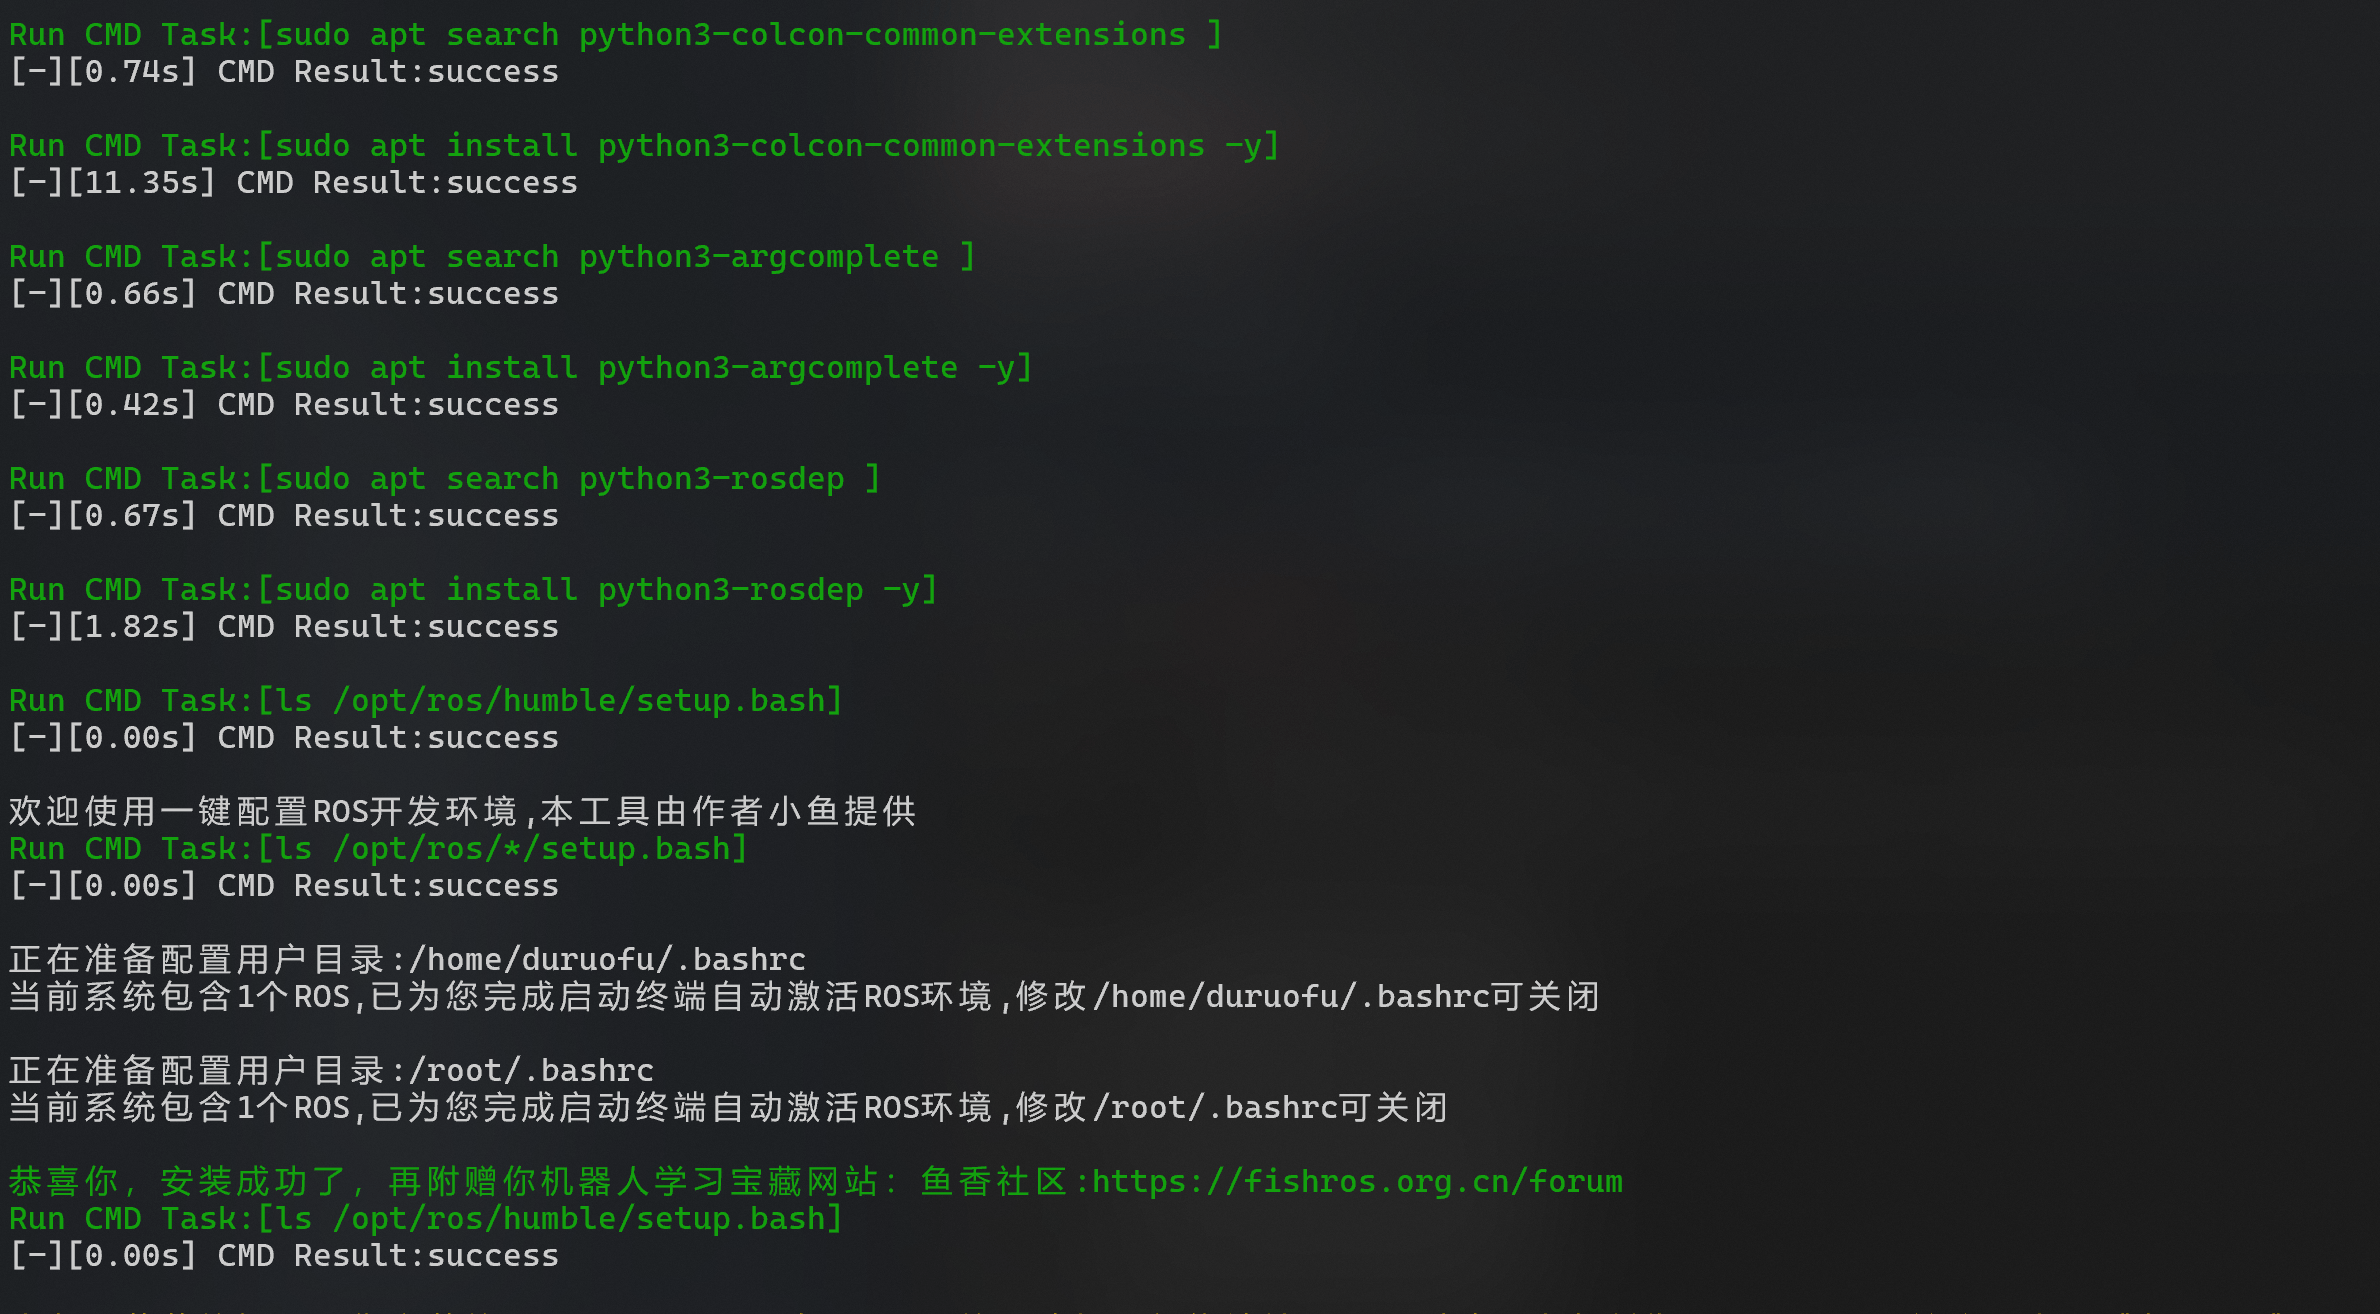 Run CMD Task:[sudo apt search python3-colcon-common-extensions ]
[-][0.74s] CMD Result:success
Run CMD Task:[sudo apt install python3-colcon-common-extensions -y]
[-][11.35s] CMD Result:success
Run CMD Task:[sudo apt search python3-argcomplete ]
[-][0.66s] CMD Result:success
Run CMD Task:[sudo apt install python3-argcomplete -y]
[-][0.42s] CMD Result:success
Run CMD Task:[sudo apt search python3-rosdep ]
[-][0.67s] CMD Result:success
Run CMD Task:[sudo apt install python3-rosdep -y]
[-][1.82s] CMD Result:success
Run CMD Task:[ls /opt/ros/humble/setup.bash]
[-][0.00s] CMD Result:success
欢迎使用一键配置ROS开发环境,本工具由作者小鱼提供
Run CMD Task:[ls /opt/ros/*/setup.bash]
[-][0.00s] CMD Result:success
正在准备配置用户目录:/home/duruofu/.bashrc
当前系统包含1个ROS,已为您完成启动终端自动激活ROS环境,修改/home/duruofu/.bashrc可关闭
正在准备配置用户目录:/root/.bashrc
当前系统包含1个ROS,已为您完成启动终端自动激活ROS环境,修改/root/.bashrc可关闭
恭喜你，安装成功了，再附赠你机器人学习宝藏网站：鱼香社区:https://fishros.org.cn/forum
Run CMD Task:[ls /opt/ros/humble/setup.bash]
[-][0.00s] CMD Result:success